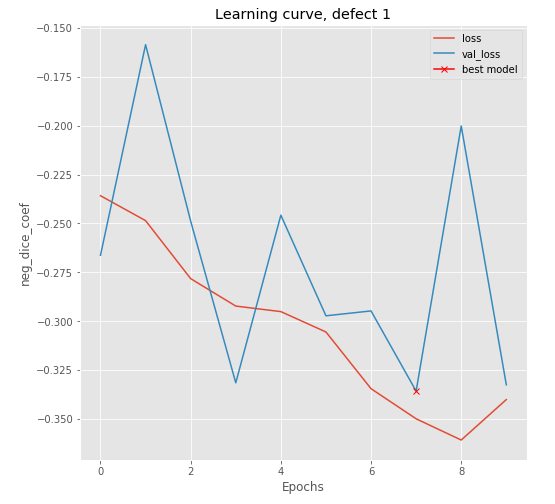 Learning curve, defect 1
loss
val_loss
best model
neg_dice_coef
−0.150
−0.175
−0.200
−0.225
−0.250
−0.275
−0.300
−0.325
−0.350
0
2
4
6
8
Epochs